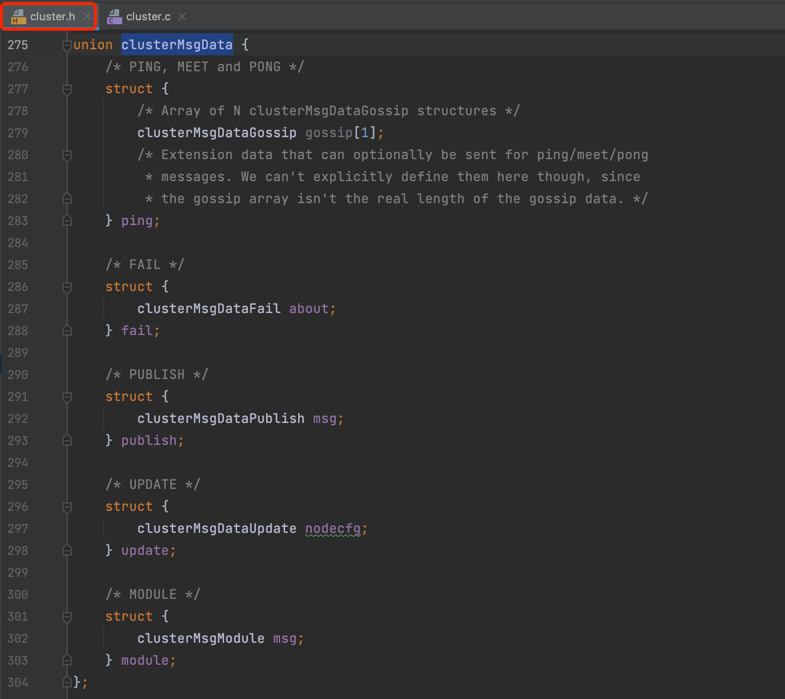 cluster.h
cluster.c
275 union clusterMsgData {
276     /* PING, MEET and PONG */
277     struct {
278         /* Array of N clusterMsgDataGossip structures */
279         clusterMsgDataGossip gossip[1];
280         /* Extension data that can optionally be sent for ping/meet/pong
281          * messages. We can't explicitly define them here though, since
282          * the gossip array isn't the real length of the gossip data. */
283     } ping;
284
285     /* FAIL */
286     struct {
287         clusterMsgDataFail about;
288     } fail;
289
290     /* PUBLISH */
291     struct {
292         clusterMsgDataPublish msg;
293     } publish;
294
295     /* UPDATE */
296     struct {
297         clusterMsgDataUpdate nodecfg;
298     } update;
299
300     /* MODULE */
301     struct {
302         clusterMsgModule msg;
303     } module;
304 };